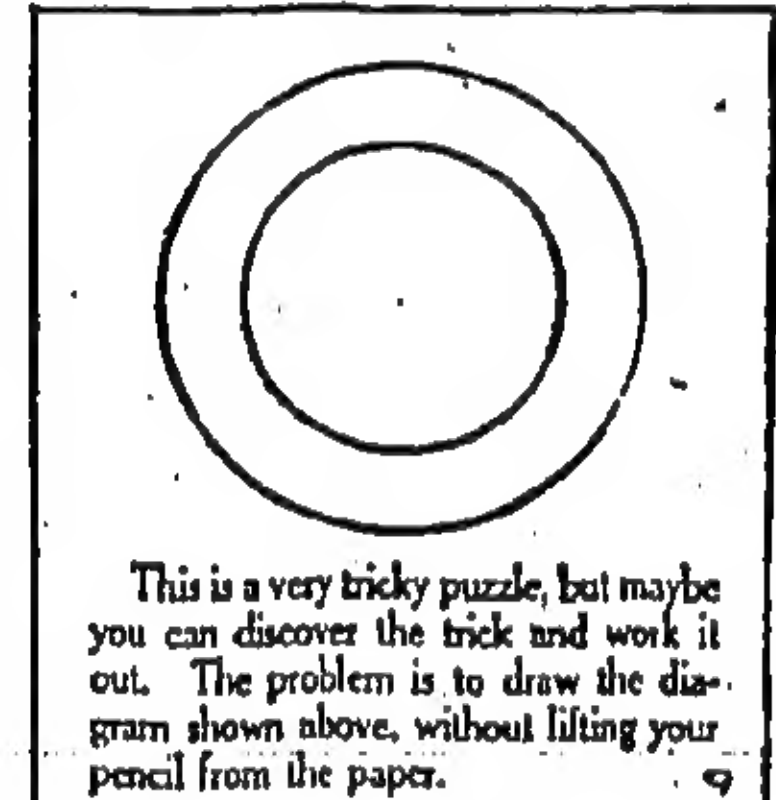 This is a very tricky puzzle, but maybe
you can discover the trick and work it
out. The problem is to draw the dia-
gram shown above, without lifting your
pencil from the paper. 9